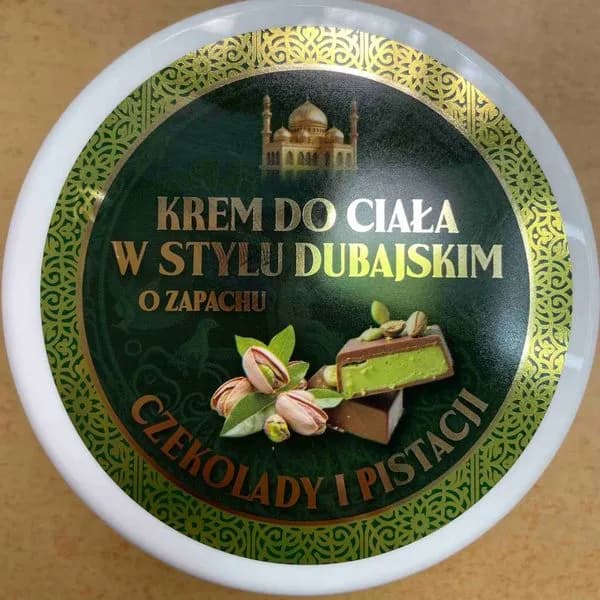 KREM DO CIAŁA
W STYLU DUBAJSKIM
O ZAPACHU
CZEKOLADY I PISTACJI